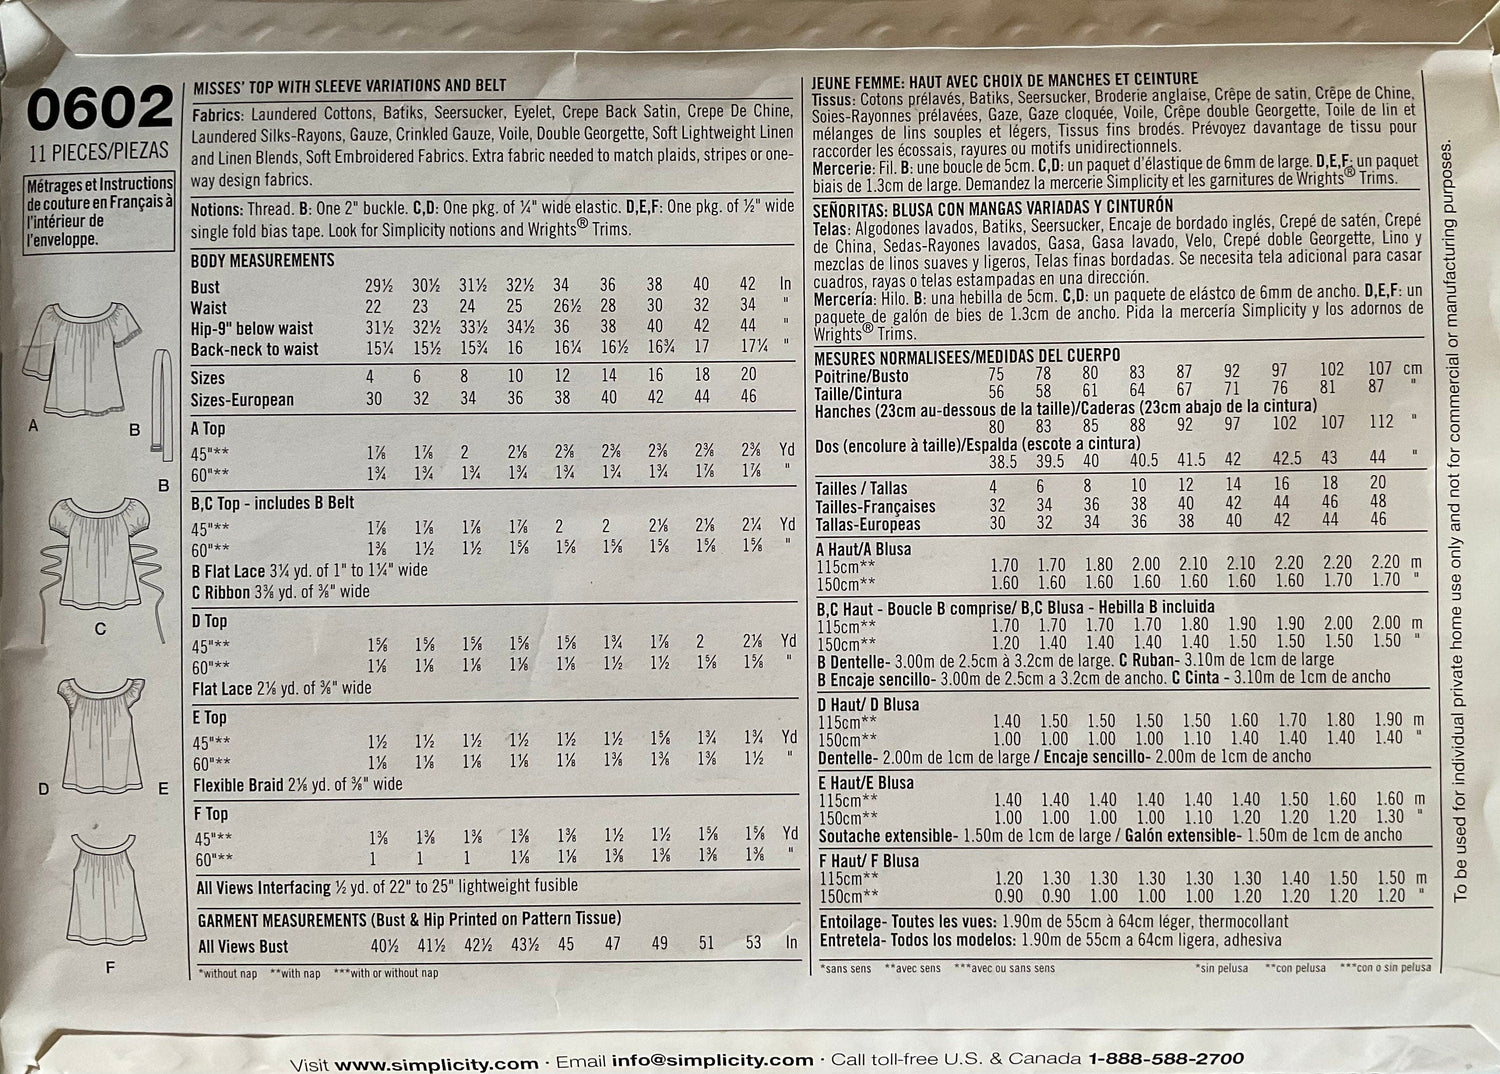 0602
11 PIECES/PIEZAS
Métrages et Instructions
de couture en Français à
l'intérieur de
l'enveloppe.
A
B
B
C
D
E
F
MISSES' TOP WITH SLEEVE VARIATIONS AND BELT
Fabrics: Laundered Cottons, Batiks, Seersucker, Eyelet, Crepe Back Satin, Crepe De Chine,
Laundered Silks-Rayons, Gauze, Crinkled Gauze, Voile, Double Georgette, Soft Lightweight Linen
and Linen Blends, Soft Embroidered Fabrics. Extra fabric needed to match plaids, stripes or one-
way design fabrics.
Notions: Thread. B: One 2" buckle. C,D: One pkg. of ¼" wide elastic. D,E,F: One pkg. of ½" wide
single fold bias tape. Look for Simplicity notions and Wrights® Trims.
BODY MEASUREMENTS
Bust 29½ 30½ 31½ 32½ 34 36 38 40 42 In
Waist 22 23 24 25 26½ 28 30 32 34 "
Hip-9" below waist 31½ 32½ 33½ 34½ 36 38 40 42 44 "
Back-neck to waist 15¼ 15½ 15¾ 16 16¼ 16½ 16¾ 17 17¼ "
Sizes 4 6 8 10 12 14 16 18 20
Sizes-European 30 32 34 36 38 40 42 44 46
A Top
45"** 1⅞ 1⅞ 2 2⅛ 2⅜ 2⅜ 2⅜ 2⅜ 2⅜ Yd
60"** 1¾ 1¾ 1¾ 1¾ 1¾ 1¾ 1¾ 1⅞ 1⅞ "
B,C Top - includes B Belt
45"** 1⅞ 1⅞ 1⅞ 1⅞ 2 2 2⅛ 2⅛ 2¼ Yd
60"** 1⅜ 1½ 1½ 1⅝ 1⅝ 1⅝ 1⅝ 1⅝ 1⅝ "
B Flat Lace 3¼ yd. of 1" to 1¼" wide
C Ribbon 3⅜ yd. of ⅜" wide
D Top
45"** 1⅝ 1⅝ 1⅝ 1⅝ 1⅝ 1¾ 1⅞ 2 2⅛ Yd
60"** 1⅛ 1⅛ 1⅛ 1⅛ 1⅛ 1½ 1½ 1⅝ 1⅝ "
Flat Lace 2⅛ yd. of ⅜" wide
E Top
45"** 1½ 1½ 1½ 1½ 1½ 1½ 1⅝ 1¾ 1¾ Yd
60"** 1⅛ 1⅛ 1⅛ 1⅛ 1⅛ 1⅜ 1⅜ 1⅜ 1½ "
Flexible Braid 2⅛ yd. of ⅜" wide
F Top
45"** 1⅜ 1⅜ 1⅜ 1⅜ 1⅜ 1½ 1½ 1⅝ 1⅝ Yd
60"** 1 1 1 1⅛ 1⅛ 1⅜ 1⅜ 1⅜ 1⅜ "
All Views Interfacing ½ yd. of 22" to 25" lightweight fusible
GARMENT MEASUREMENTS (Bust & Hip Printed on Pattern Tissue)
All Views Bust 40½ 41½ 42½ 43½ 45 47 49 51 53 In
*without nap **with nap ***with or without nap
JEUNE FEMME: HAUT AVEC CHOIX DE MANCHES ET CEINTURE
Tissus: Cotons prélavés, Batiks, Seersucker, Broderie anglaise, Crêpe de satin, Crêpe de Chine,
Soies-Rayonnes prélavées, Gaze, Gaze cloquée, Voile, Crêpe double Georgette, Toile de lin et
mélanges de lins souples et légers, Tissus fins brodés. Prévoyez davantage de tissu pour
raccorder les écossais, rayures ou motifs unidirectionnels.
Mercerie: Fil. B: une boucle de 5cm. C,D: un paquet d'élastique de 6mm de large. D,E,F: un paquet
biais de 1.3cm de large. Demandez la mercerie Simplicity et les garnitures de Wrights® Trims.
SEÑORITAS: BLUSA CON MANGAS VARIADAS Y CINTURÓN
Telas: Algodones lavados, Batiks, Seersucker, Encaje de bordado inglés, Crepé de satén, Crepé
de China, Sedas-Rayones lavados, Gasa, Gasa lavado, Velo, Crepé doble Georgette, Lino y
mezclas de linos suaves y ligeros, Telas finas bordadas. Se necesita tela adicional para casar
cuadros, rayas o telas estampadas en una dirección.
Mercería: Hilo. B: una hebilla de 5cm. C,D: un paquete de elástco de 6mm de ancho. D,E,F: un
paquete de galón de bies de 1.3cm de ancho. Pida la mercería Simplicity y los adornos de
Wrights® Trims.
MESURES NORMALISEES/MEDIDAS DEL CUERPO
Poitrine/Busto 75 78 80 83 87 92 97 102 107 cm
Taille/Cintura 56 58 61 64 67 71 76 81 87 "
Hanches (23cm au-dessous de la taille)/Caderas (23cm abajo de la cintura)
80 83 85 88 92 97 102 107 112 "
Dos (encolure à taille)/Espalda (escote a cintura)
38.5 39.5 40 40.5 41.5 42 42.5 43 44 "
Tailles / Tallas 4 6 8 10 12 14 16 18 20
Tailles-Françaises 32 34 36 38 40 42 44 46 48
Tallas-Europeas 30 32 34 36 38 40 42 44 46
A Haut/A Blusa
115cm** 1.70 1.70 1.80 2.00 2.10 2.10 2.20 2.20 2.20 m
150cm** 1.60 1.60 1.60 1.60 1.60 1.60 1.60 1.70 1.70 "
B,C Haut - Boucle B comprise/ B,C Blusa - Hebilla B incluida
115cm** 1.70 1.70 1.70 1.70 1.80 1.90 1.90 2.00 2.00 m
150cm** 1.20 1.40 1.40 1.40 1.40 1.50 1.50 1.50 1.50 "
B Dentelle- 3.00m de 2.5cm à 3.2cm de large. C Ruban- 3.10m de 1cm de large
B Encaje sencillo- 3.00m de 2.5cm a 3.2cm de ancho. C Cinta - 3.10m de 1cm de ancho
D Haut/ D Blusa
115cm** 1.40 1.50 1.50 1.50 1.50 1.60 1.70 1.80 1.90 m
150cm** 1.00 1.00 1.00 1.00 1.10 1.40 1.40 1.40 1.40 "
Dentelle- 2.00m de 1cm de large / Encaje sencillo- 2.00m de 1cm de ancho
E Haut/E Blusa
115cm** 1.40 1.40 1.40 1.40 1.40 1.40 1.50 1.60 1.60 m
150cm** 1.00 1.00 1.00 1.00 1.10 1.20 1.20 1.20 1.30 "
Soutache extensible- 1.50m de 1cm de large / Galón extensible- 1.50m de 1cm de ancho
F Haut/ F Blusa
115cm** 1.20 1.30 1.30 1.30 1.30 1.30 1.40 1.50 1.50 m
150cm** 0.90 0.90 1.00 1.00 1.00 1.20 1.20 1.20 1.20 "
Entoilage- Toutes les vues: 1.90m de 55cm à 64cm léger, thermocollant
Entretela- Todos los modelos: 1.90m de 55cm a 64cm ligera, adhesiva
*sans sens **avec sens ***avec ou sans sens *sin pelusa **con pelusa ***con o sin pelusa
To be used for individual private home use only and not for commercial or manufacturing purposes.
Visit www.simplicity.com · Email info@simplicity.com · Call toll-free U.S. & Canada 1-888-588-2700